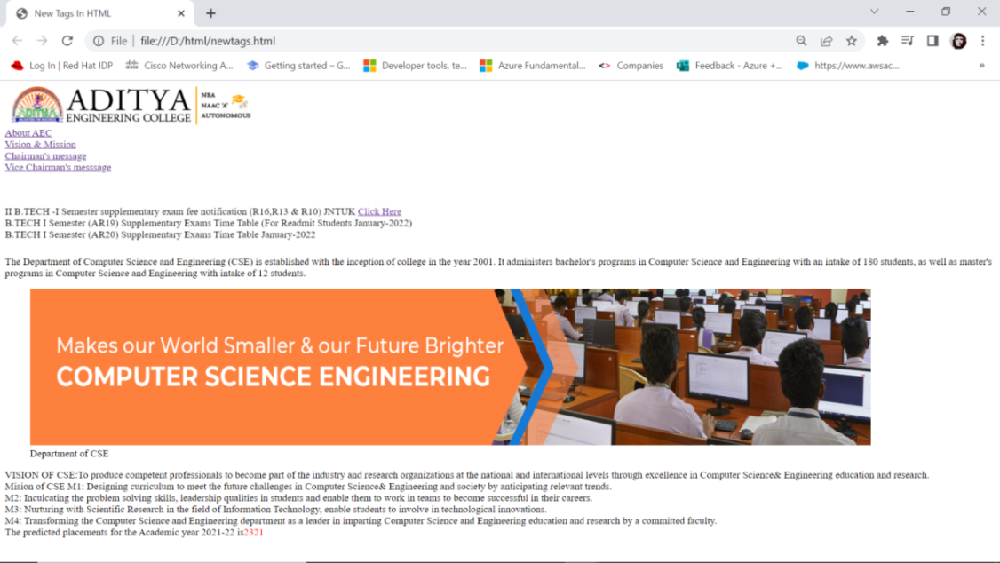 New Tags In HTML
File
file:///D:/html/newtags.html
Log In | Red Hat IDP
Cisco Networking A...
Getting started – G...
Developer tools, te...
Azure Fundamental...
Companies
Feedback - Azure +...
https://www.awsac...
ADITYA
ADITYA
ENGINEERING COLLEGE
NBA
NAAC 'A'
AUTONOMOUS
About AEC
Vision & Mission
Chairman's message
Vice Chairman's messsage
II B.TECH -I Semester supplementary exam fee notification (R16,R13 & R10) JNTUK Click Here
B.TECH I Semester (AR19) Supplementary Exams Time Table (For Readmit Students January-2022)
B.TECH I Semester (AR20) Supplementary Exams Time Table January-2022
The Department of Computer Science and Engineering (CSE) is established with the inception of college in the year 2001. It administers bachelor's programs in Computer Science and Engineering with an intake of 180 students, as well as master's
programs in Computer Science and Engineering with intake of 12 students.
Makes our World Smaller & our Future Brighter
COMPUTER SCIENCE ENGINEERING
Department of CSE
VISION OF CSE:To produce competent professionals to become part of the industry and research organizations at the national and international levels through excellence in Computer Science& Engineering education and research.
Mision of CSE M1: Designing curriculum to meet the future challenges in Computer Science& Engineering and society by anticipating relevant trends.
M2: Inculcating the problem solving skills, leadership qualities in students and enable them to work in teams to become successful in their careers.
M3: Nurturing with Scientific Research in the field of Information Technology, enable students to involve in technological innovations.
M4: Transforming the Computer Science and Engineering department as a leader in imparting Computer Science and Engineering education and research by a committed faculty.
The predicted placements for the Academic year 2021-22 is2321